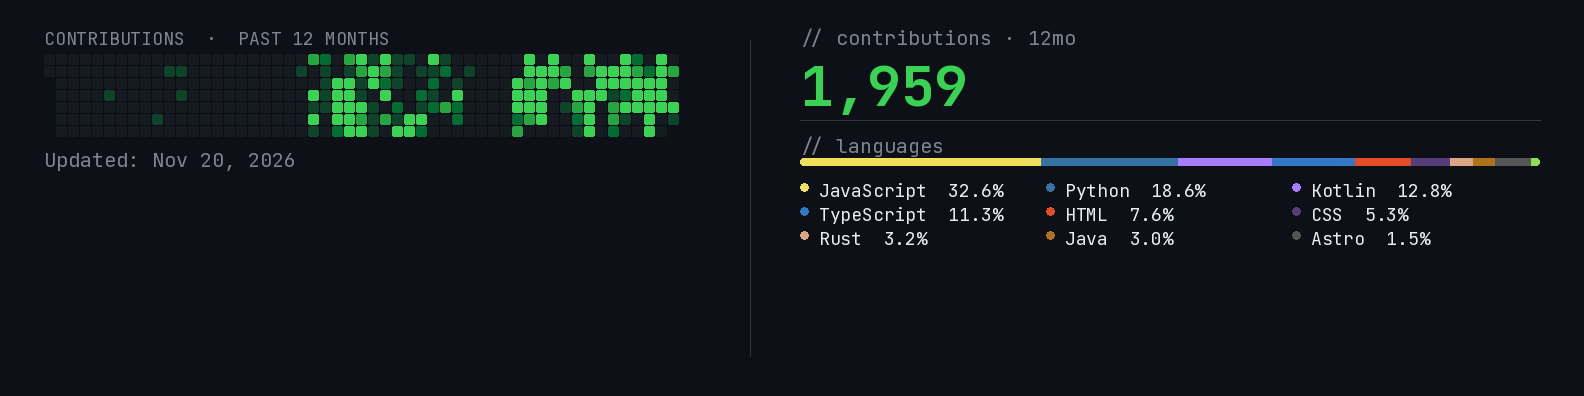 CONTRIBUTIONS · PAST 12 MONTHS
Updated: Nov 20, 2026
// contributions · 12mo
1,959
// languages
JavaScript 32.6% Python 18.6% Kotlin 12.8%
TypeScript 11.3% HTML 7.6% CSS 5.3%
Rust 3.2% Java 3.0% Astro 1.5%